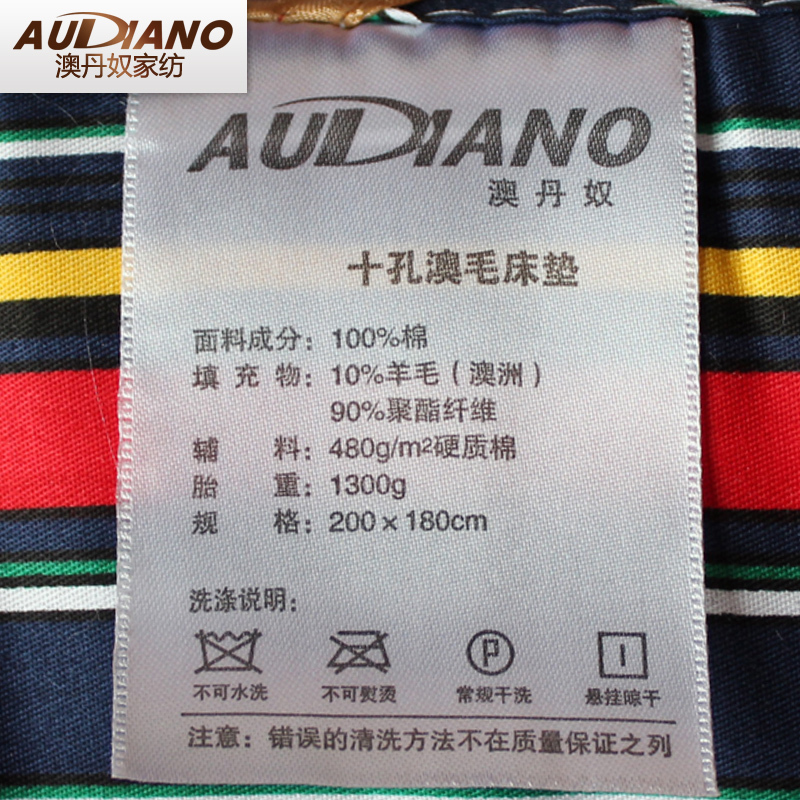 AUDIANO
澳丹奴家纺
AUDIANO
澳丹奴
十孔澳毛床垫
面料成分：100%棉
填充物：10%羊毛（澳洲）
90%聚酯纤维
辅料：480g/m2硬质棉
胎重：1300g
规格：200×180cm
洗涤说明：
P
不可水洗 不可熨烫 常规干洗 悬挂晾干
注意：错误的清洗方法不在质量保证之列